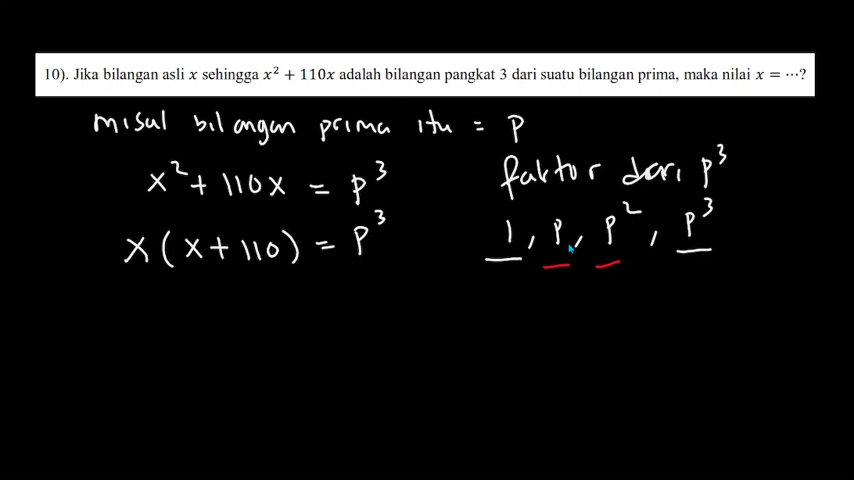 10). Jika bilangan asli x sehingga x² + 110x adalah bilangan pangkat 3 dari suatu bilangan prima, maka nilai x = ⋯?
misal bilangan prima itu = p
x² + 110x = p³
faktor dari p³
x(x + 110) = p³
1, p, p², p³